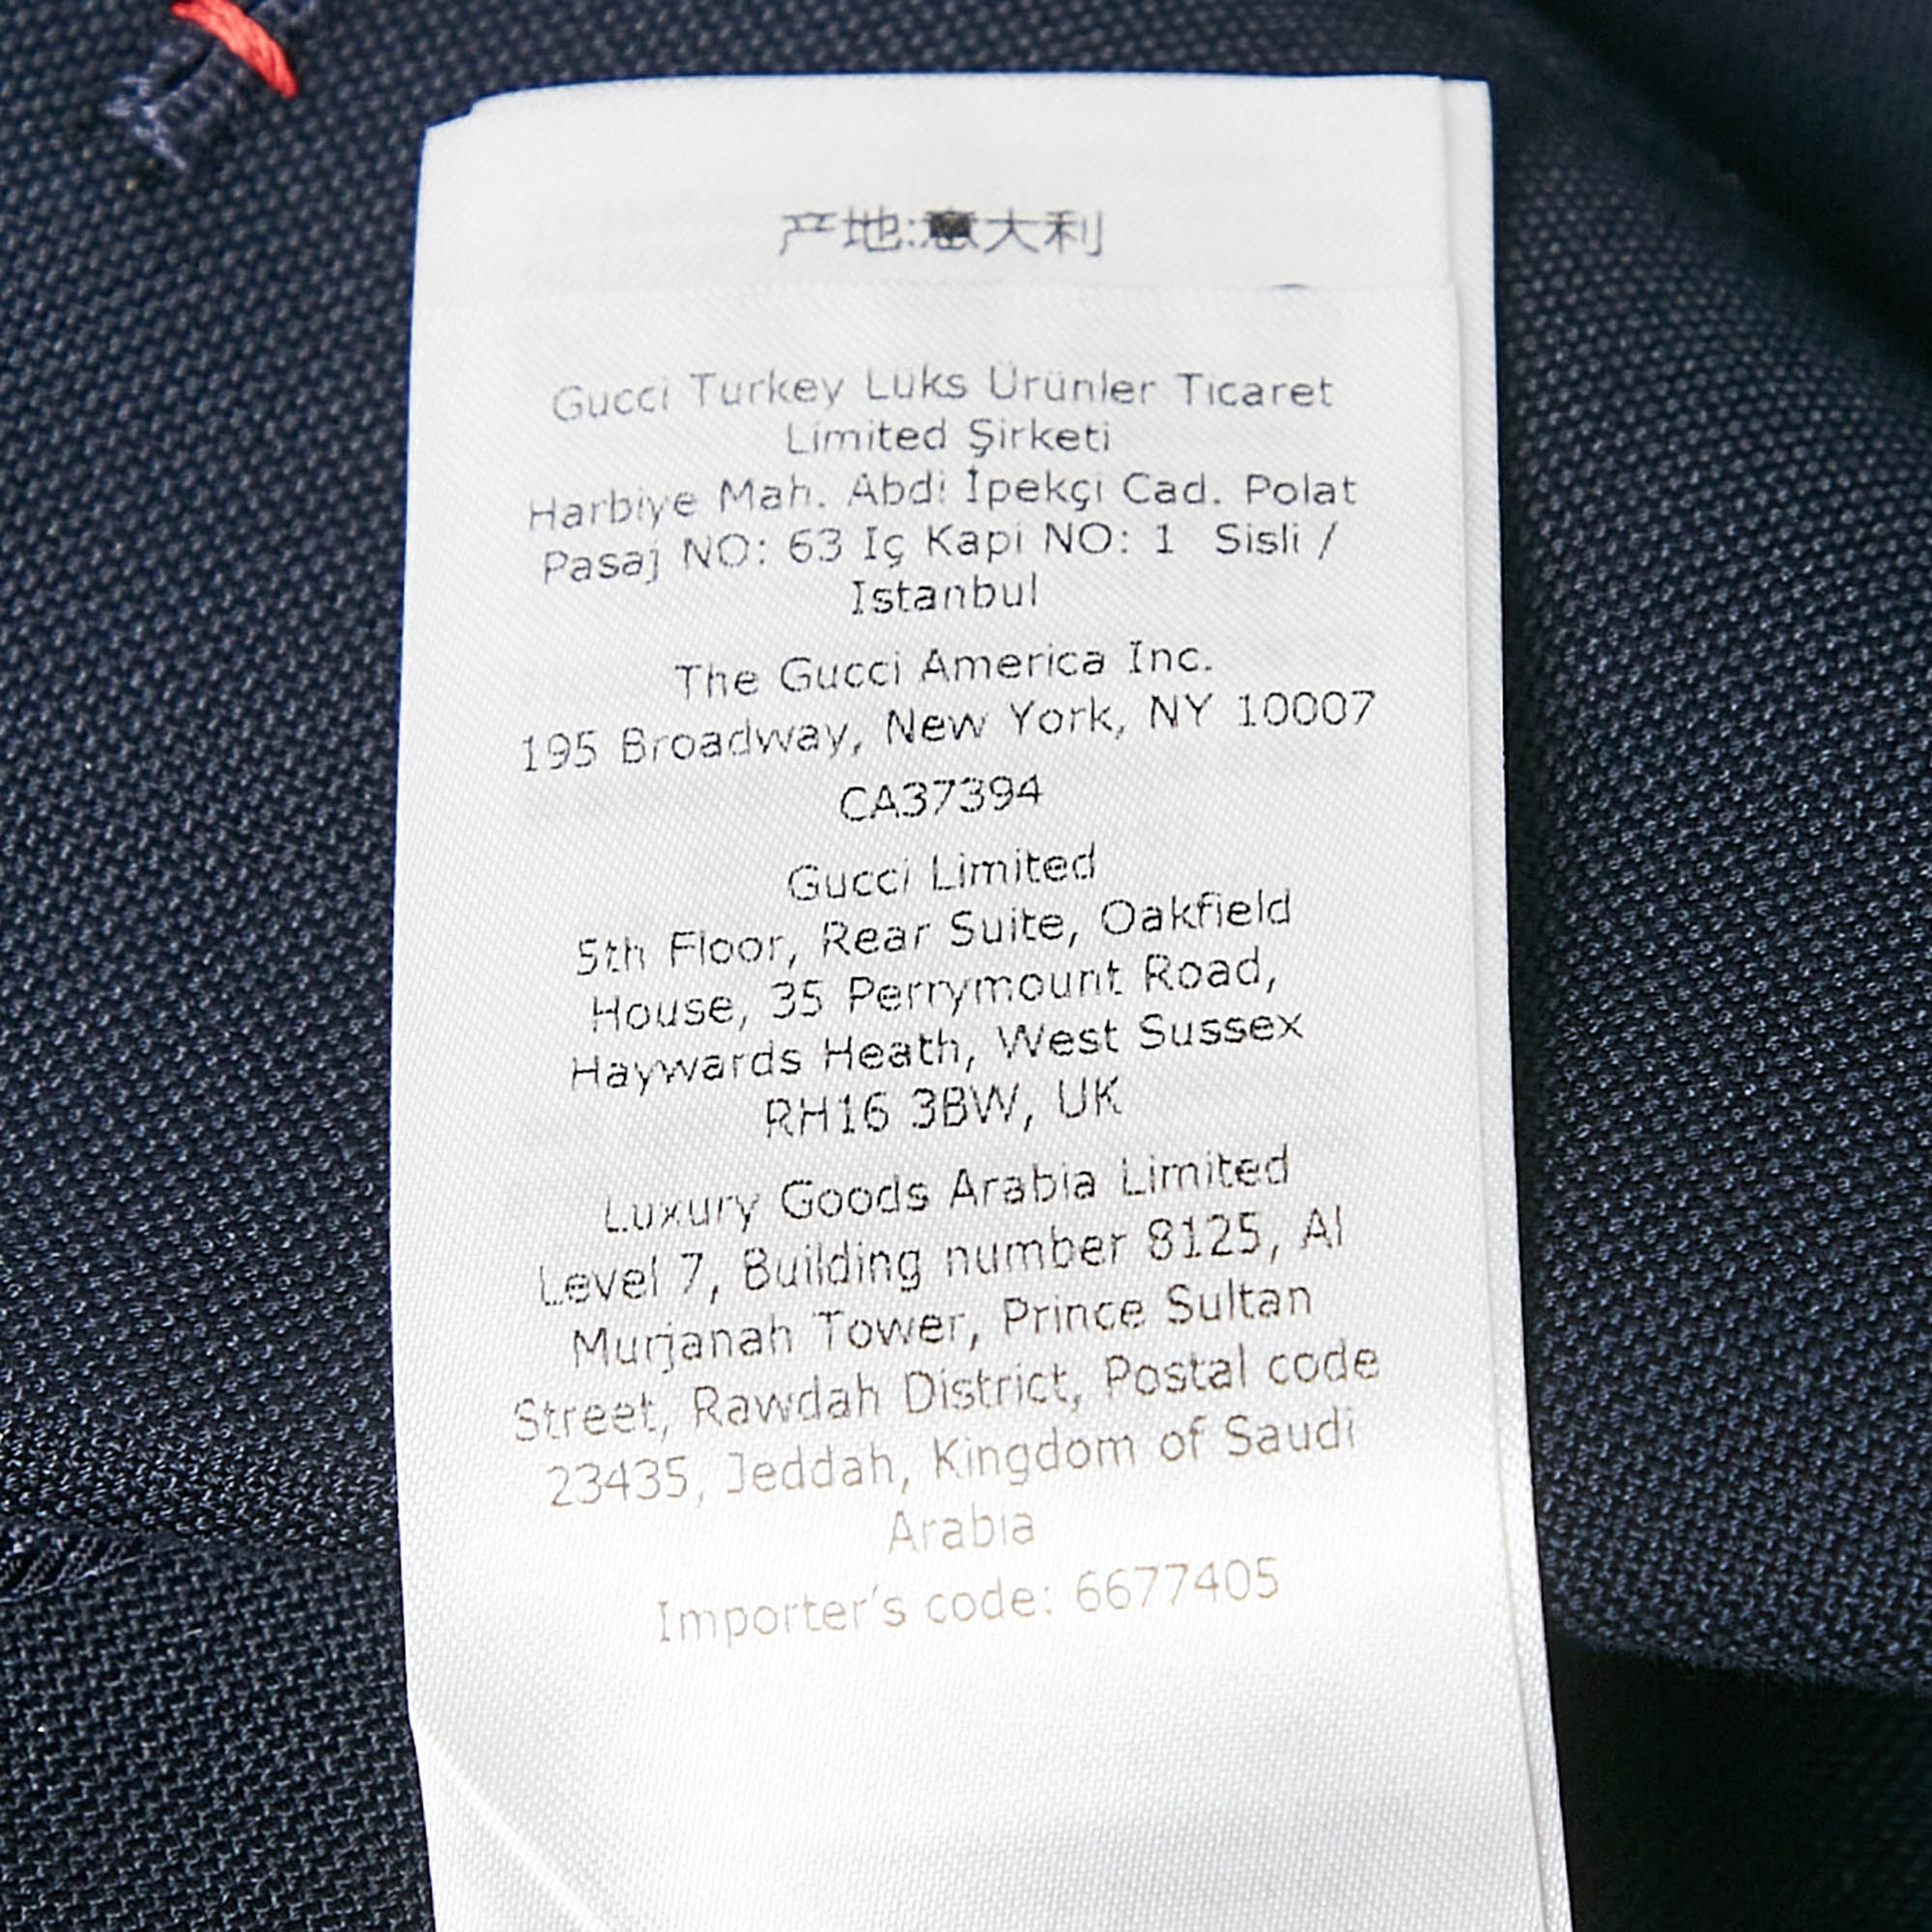 产地:意大利
Gucci Turkey Lüks Ürünler Ticaret
Limited Şirketi
Harbiye Mah. Abdi İpekçi Cad. Polat
Pasaj NO: 63 Iç Kapi NO: 1 Sisli /
Istanbul
The Gucci America Inc.
195 Broadway, New York, NY 10007
CA37394
Gucci Limited
5th Floor, Rear Suite, Oakfield
House, 35 Perrymount Road,
Haywards Heath, West Sussex
RH16 3BW, UK
Luxury Goods Arabia Limited
Level 7, Building number 8125, Al
Murjanah Tower, Prince Sultan
Street, Rawdah District, Postal code
23435, Jeddah, Kingdom of Saudi
Arabia
Importer's code: 6677405